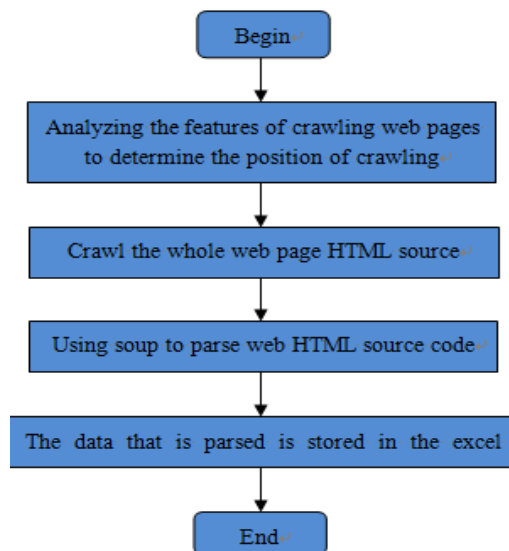 Begin
Analyzing the features of crawling web pages
to determine the position of crawling
Crawl the whole web page HTML source
Using soup to parse web HTML source code
The data that is parsed is stored in the excel
End